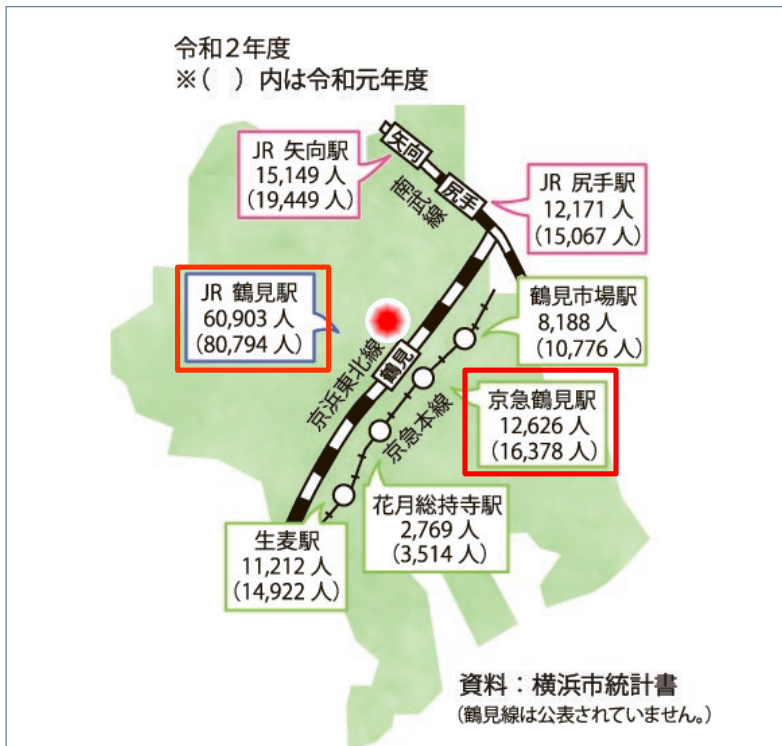 令和２年度
※(　）内は令和元年度
JR 矢向駅
15,149 人
(19,449 人)
矢向
尻手
南武線
JR 尻手駅
12,171 人
(15,067 人)
JR 鶴見駅
60,903 人
(80,794 人)
鶴見市場駅
8,188 人
(10,776 人)
京浜東北線
鶴見
京急本線
京急鶴見駅
12,626 人
(16,378 人)
花月総持寺駅
2,769 人
(3,514 人)
生麦駅
11,212 人
(14,922 人)
資料：横浜市統計書
(鶴見線は公表されていません。)